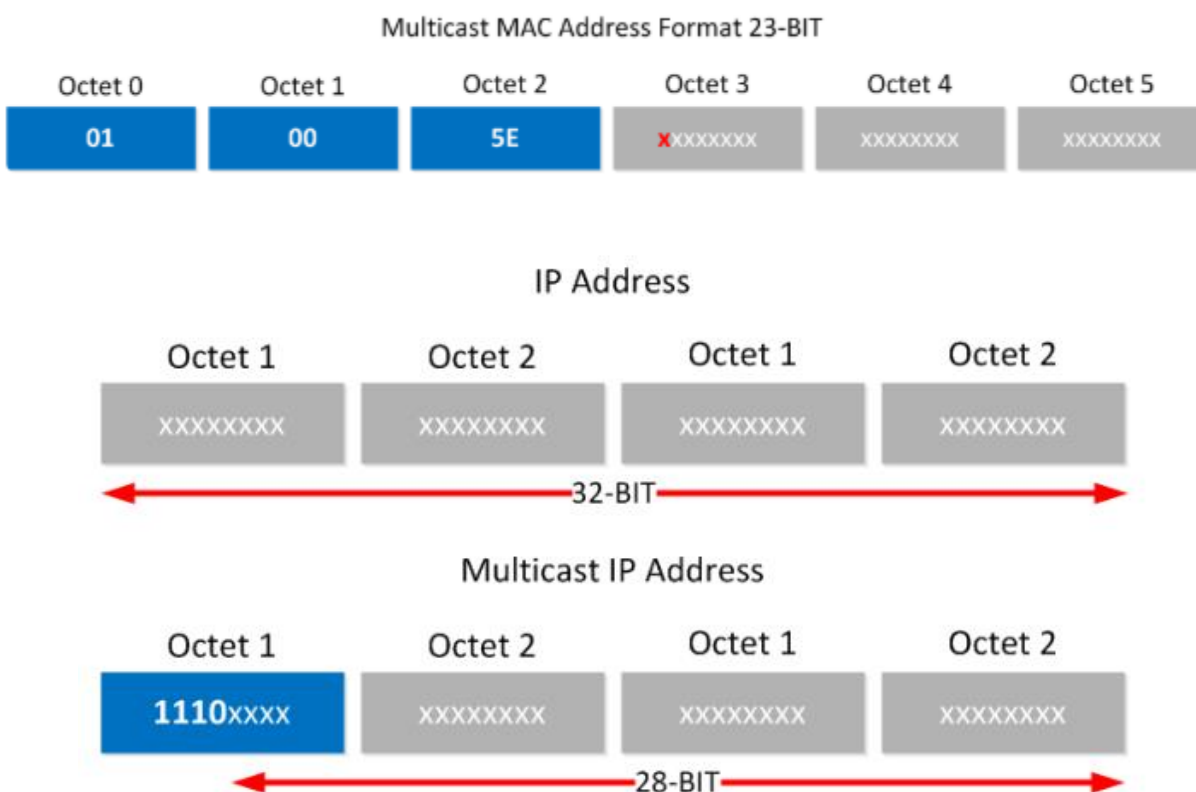 Multicast MAC Address Format 23-BIT
Octet 0 Octet 1 Octet 2 Octet 3 Octet 4 Octet 5
01 00 5E xxxxxxxx xxxxxxxx xxxxxxxx
IP Address
Octet 1 Octet 2 Octet 1 Octet 2
xxxxxxxx xxxxxxxx xxxxxxxx xxxxxxxx
32-BIT
Multicast IP Address
Octet 1 Octet 2 Octet 1 Octet 2
1110xxxx xxxxxxxx xxxxxxxx xxxxxxxx
28-BIT